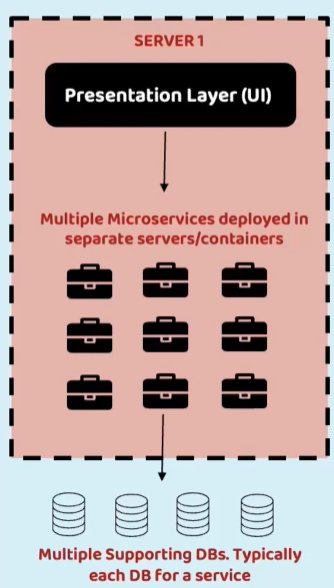 SERVER 1
Presentation Layer (UI)
Multiple Microservices deployed in
separate servers/containers
Multiple Supporting DBs. Typically
each DB for a service